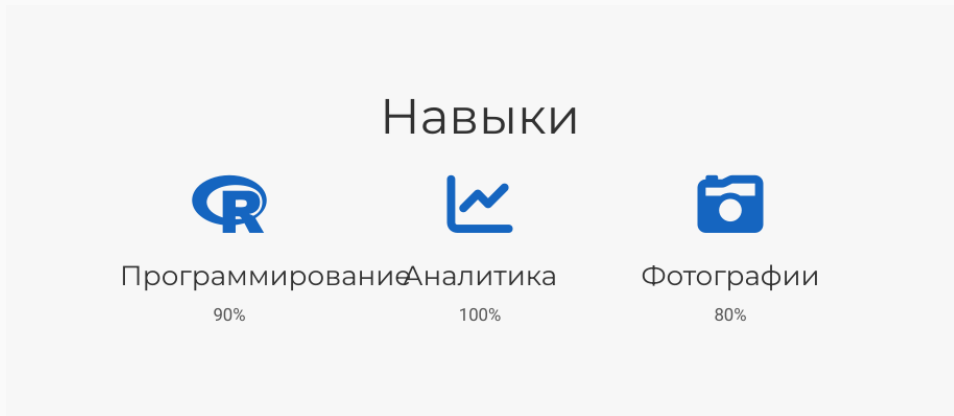 Навыки
Программирование Аналитика Фотографии
90% 100% 80%